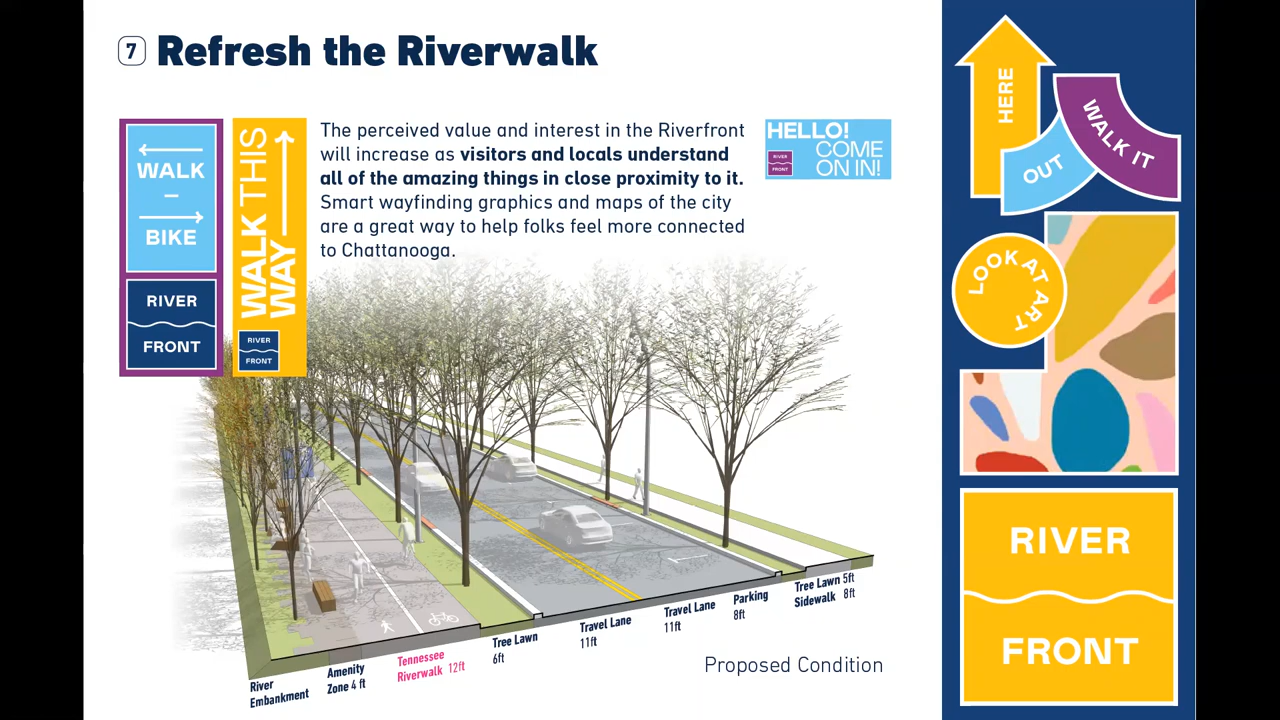 7 Refresh the Riverwalk
WALK
–
BIKE
RIVER
FRONT
WALK THIS
WAY
RIVER
FRONT
The perceived value and interest in the Riverfront
will increase as visitors and locals understand
all of the amazing things in close proximity to it.
Smart wayfinding graphics and maps of the city
are a great way to help folks feel more connected
to Chattanooga.
HELLO!
COME
ON IN!
RIVER
FRONT
HERE
OUT
WALK IT
LOOK AT ART
RIVER
FRONT
River
Embankment
Amenity
Zone 4 ft
Tennessee
Riverwalk 12ft
Tree Lawn
6ft
Travel Lane
11ft
Travel Lane
11ft
Parking
8ft
Tree Lawn 5ft
Sidewalk 8ft
Proposed Condition